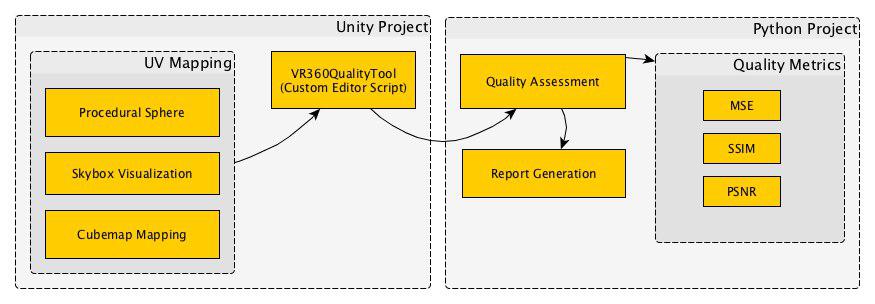 Unity Project
UV Mapping
Procedural Sphere
Skybox Visualization
Cubemap Mapping
VR360QualityTool
(Custom Editor Script)
Python Project
Quality Assessment
Report Generation
Quality Metrics
MSE
SSIM
PSNR